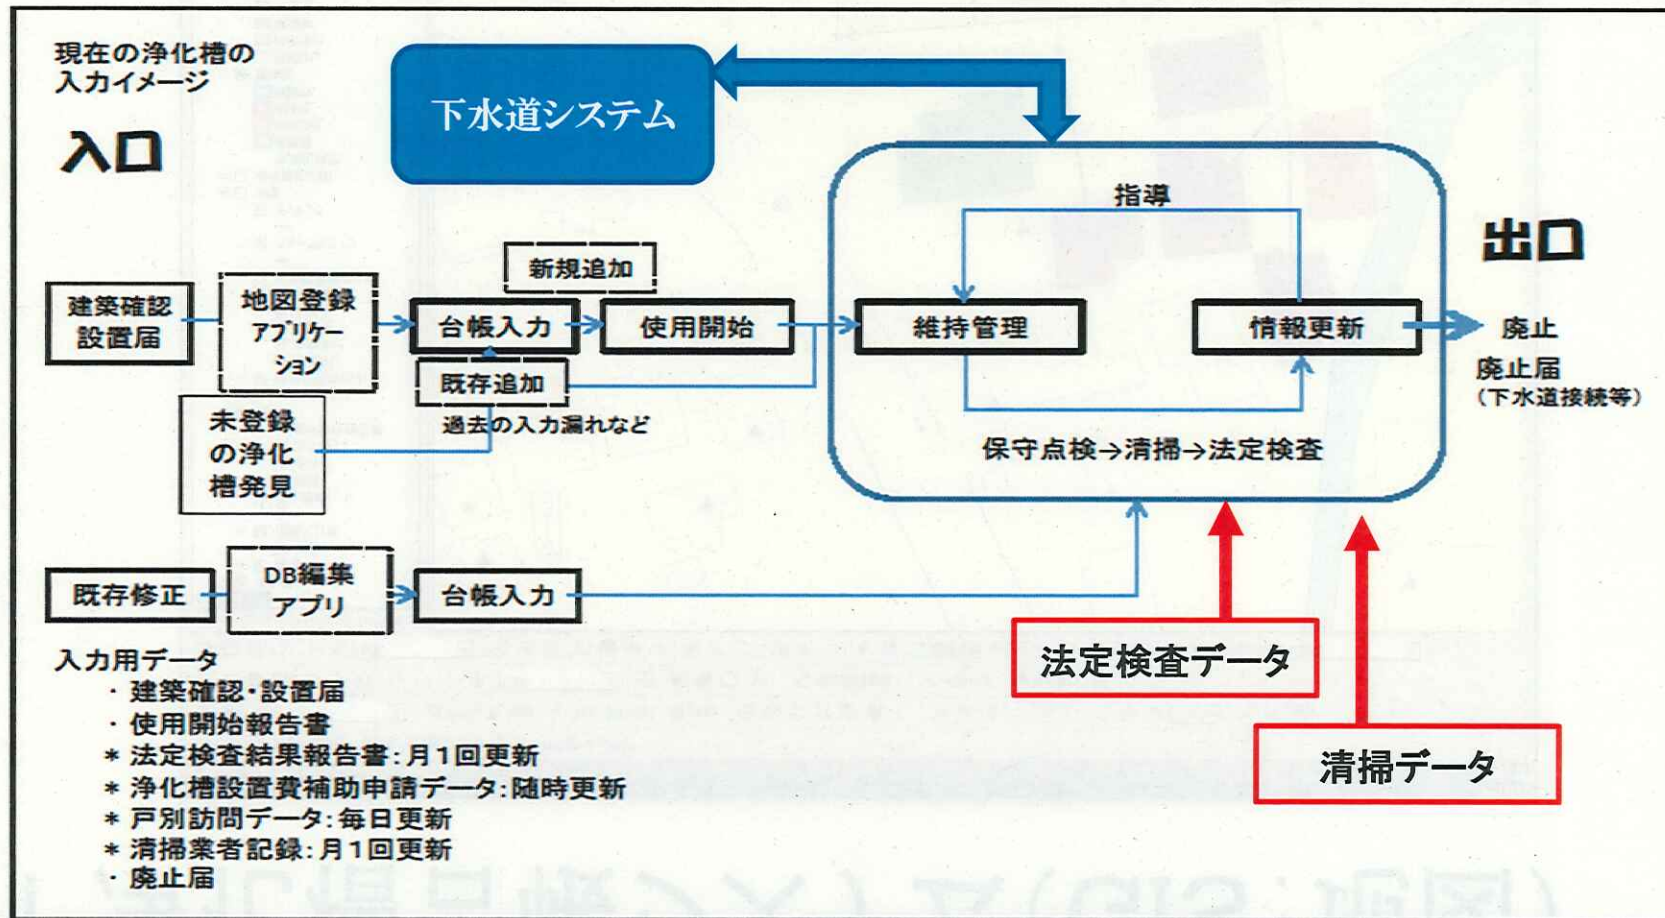 現在の浄化槽の
入力イメージ
入口
下水道システム
指導
出口
新規追加
建築確認
設置届
地図登録
アプリケー
ション
台帳入力
使用開始
維持管理
情報更新
廃止
廃止届
(下水道接続等)
既存追加
過去の入力漏れなど
未登録
の浄化
槽発見
保守点検→清掃→法定検査
既存修正
DB編集
アプリ
台帳入力
法定検査データ
清掃データ
入力用データ
・ 建築確認・設置届
・ 使用開始報告書
* 法定検査結果報告書:月1回更新
* 浄化槽設置費補助申請データ:随時更新
* 戸別訪問データ:毎日更新
* 清掃業者記録:月1回更新
・ 廃止届